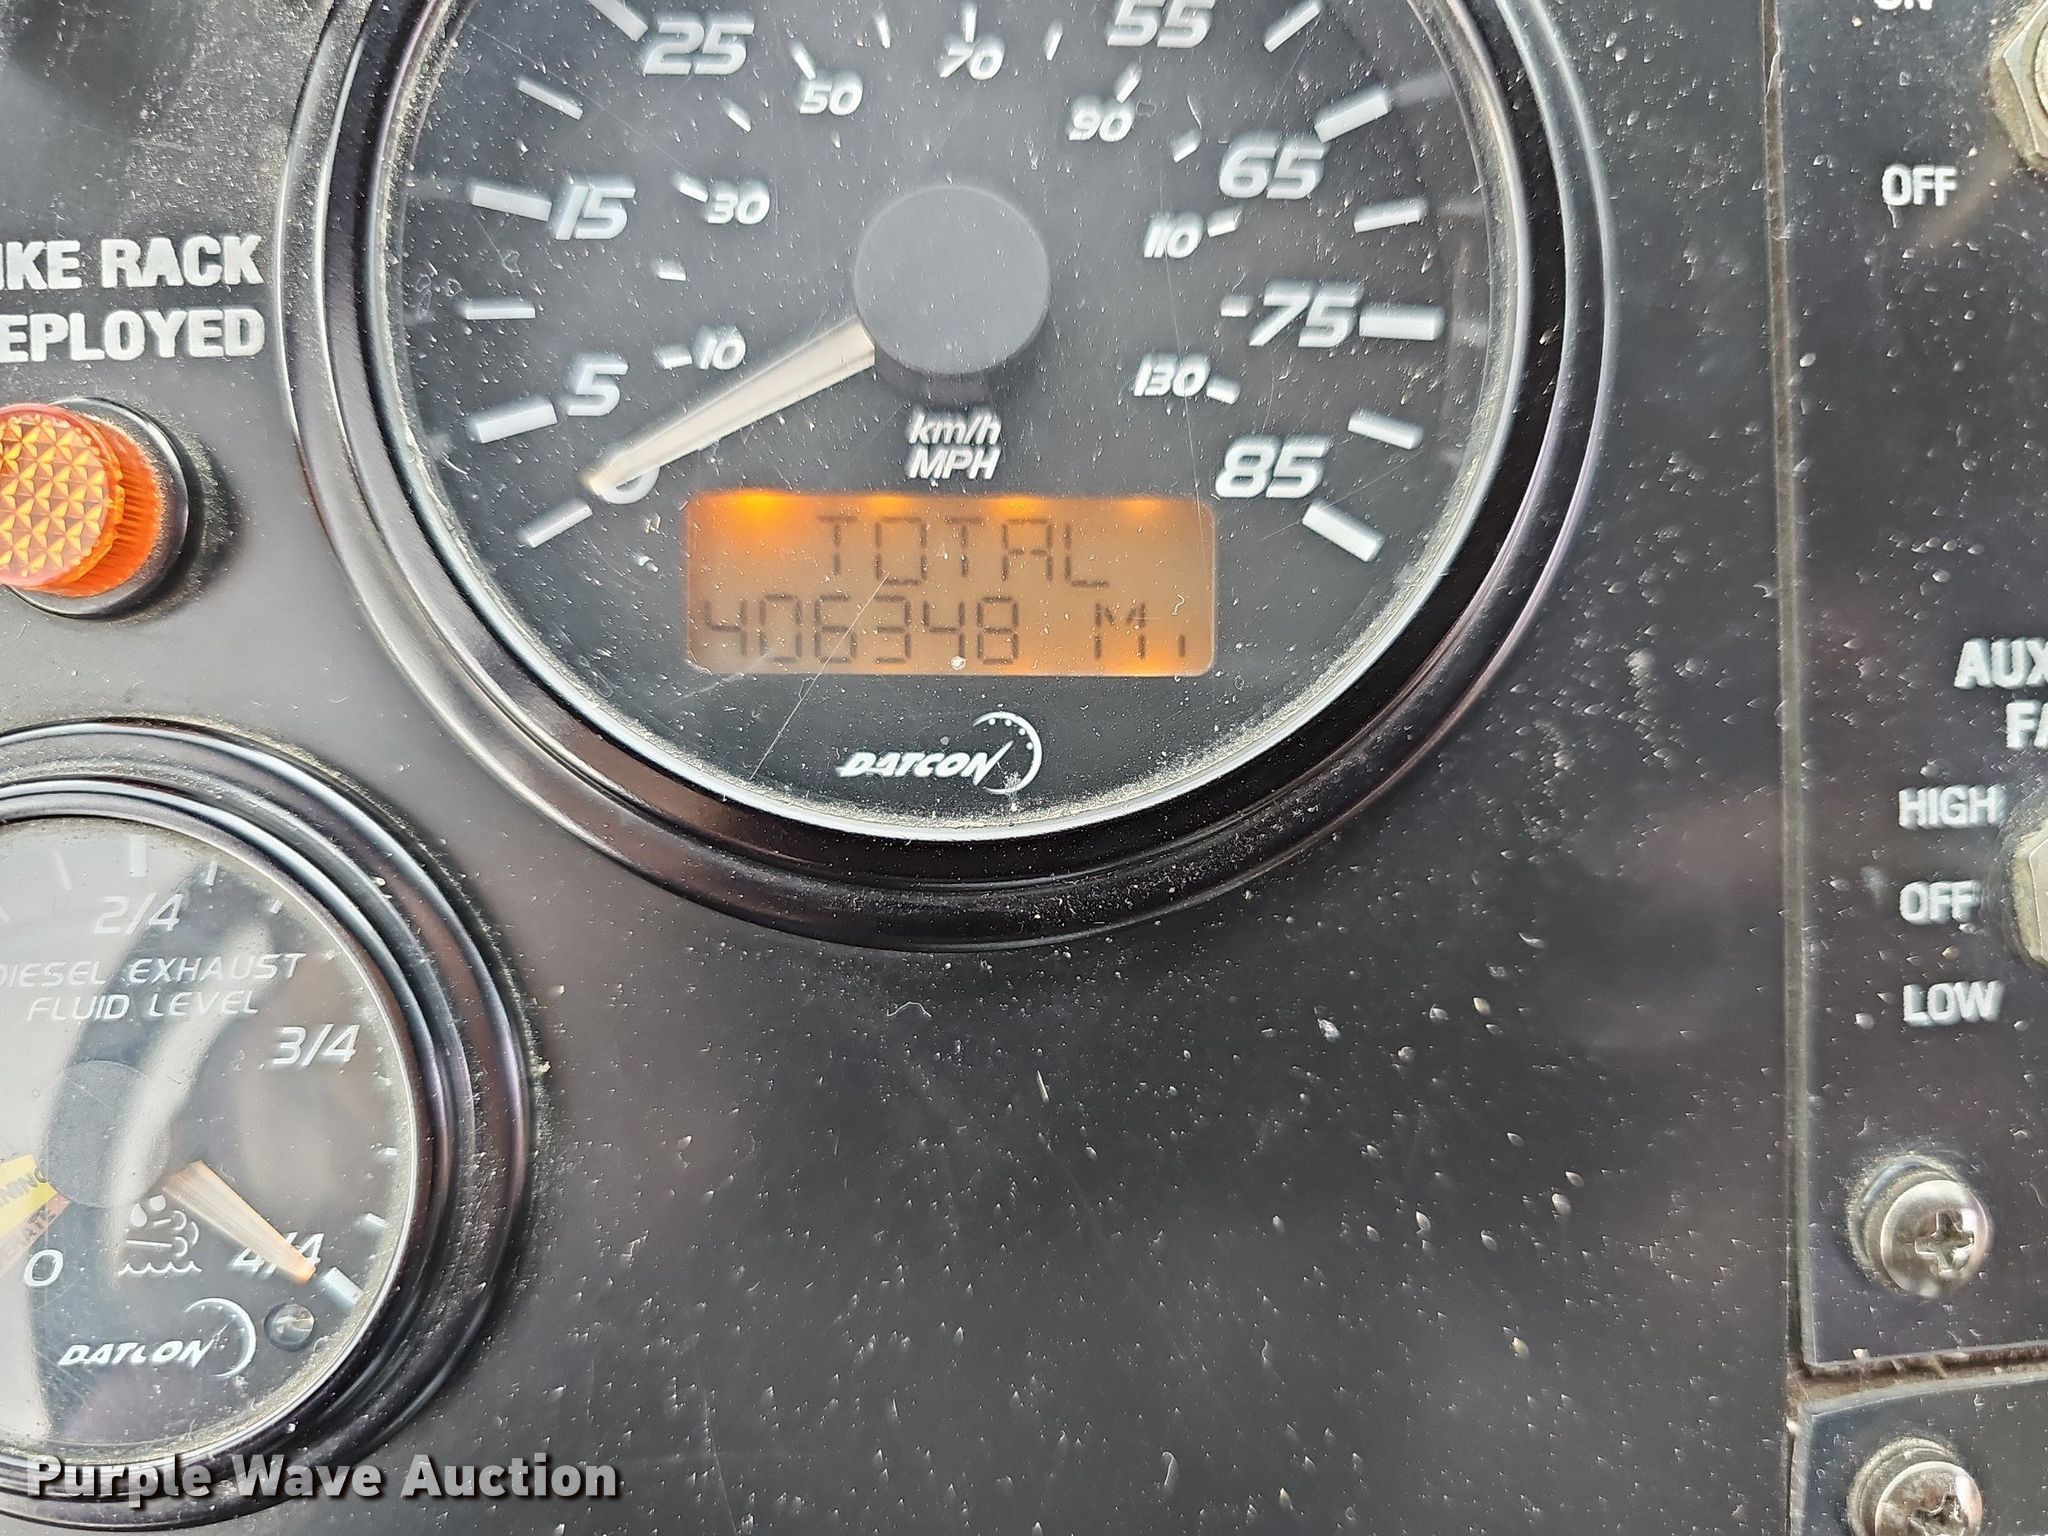 25
50
70
55
90
65
15
30
110
OFF
UKE RACK
EPLOYED
5
10
75
130
km/h
MPH
85
0
TOTAL
406348 Mi
DATCON
AUX
HIGH
OFF
LOW
2/4
DIESEL EXHAUST
FLUID LEVEL
3/4
0
4/4
DATCON
Purple Wave Auction